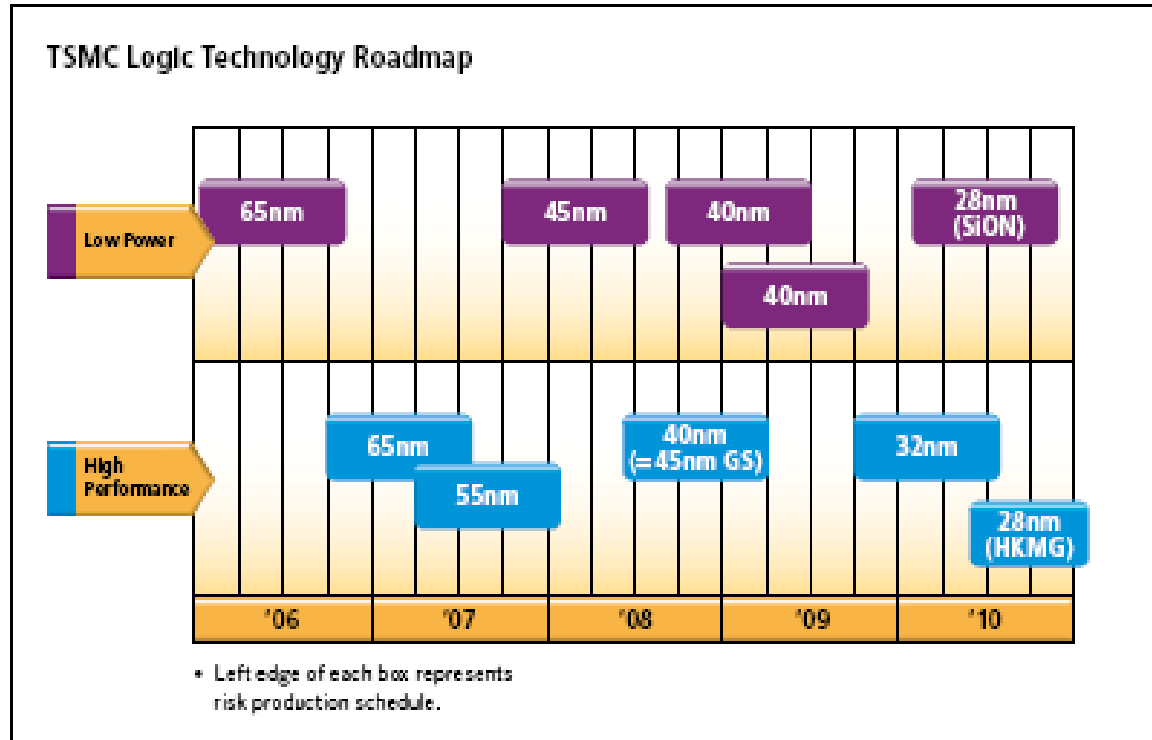 TSMC Logic Technology Roadmap
Low Power
65nm
45nm
40nm
28nm
(SiON)
40nm
High
Performance
65nm
55nm
40nm
(=45nm GS)
32nm
28nm
(HKMG)
'06 '07 '08 '09 '10
• Left edge of each box represents
risk production schedule.